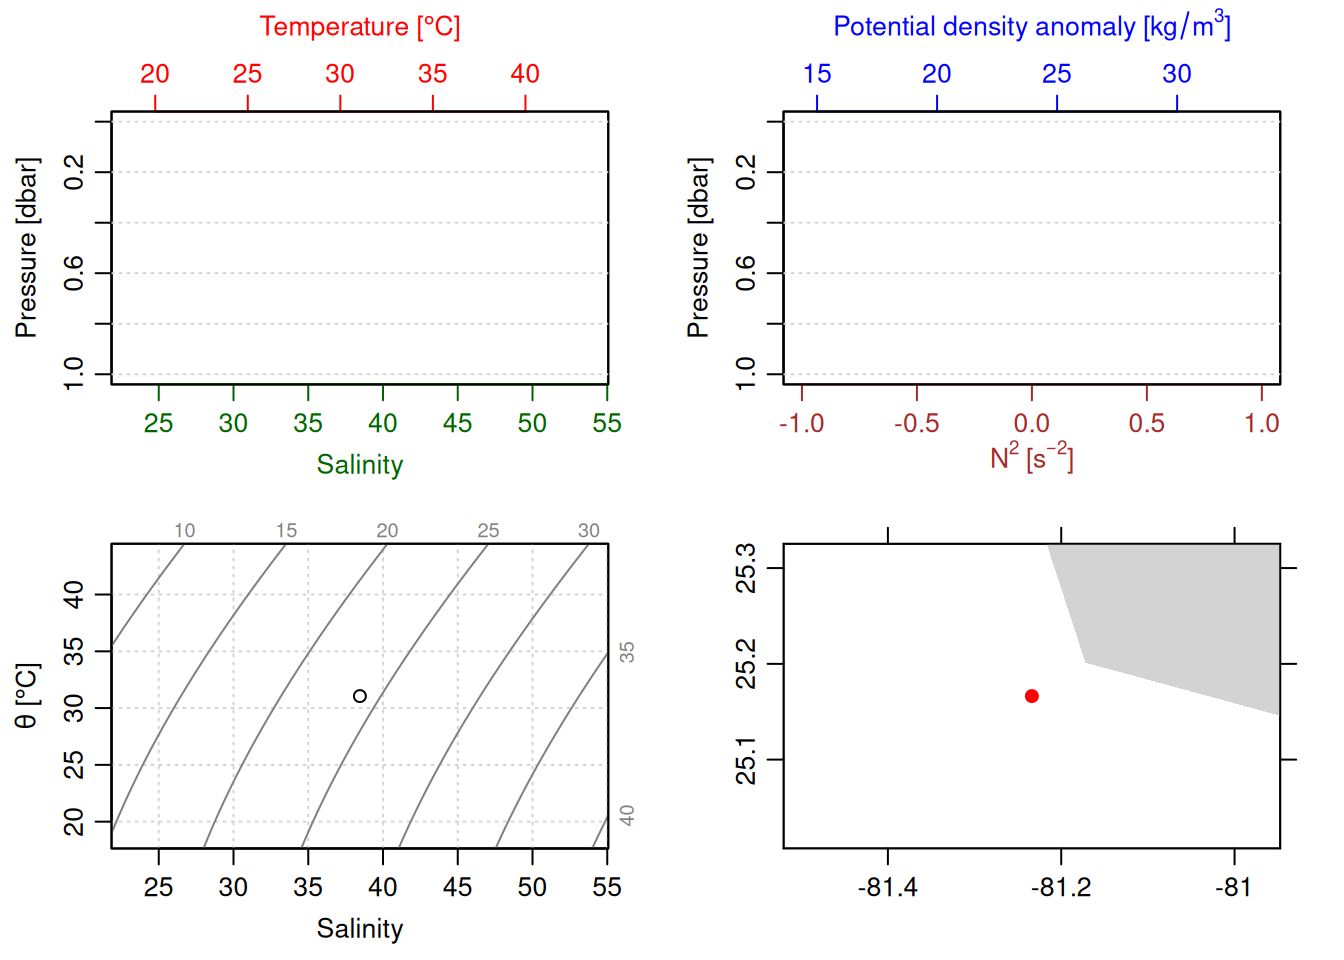 Temperature [°C]
20 25 30 35 40
Pressure [dbar]
0.2
0.6
1.0
25 30 35 40 45 50 55
Salinity
Potential density anomaly [kg/m³]
15 20 25 30
Pressure [dbar]
0.2
0.6
1.0
-1.0 -0.5 0.0 0.5 1.0
N² [s⁻²]
10 15 20 25 30
θ [°C]
40
35
30
25
20
35
40
25 30 35 40 45 50 55
Salinity
25.3
25.2
25.1
-81.4 -81.2 -81